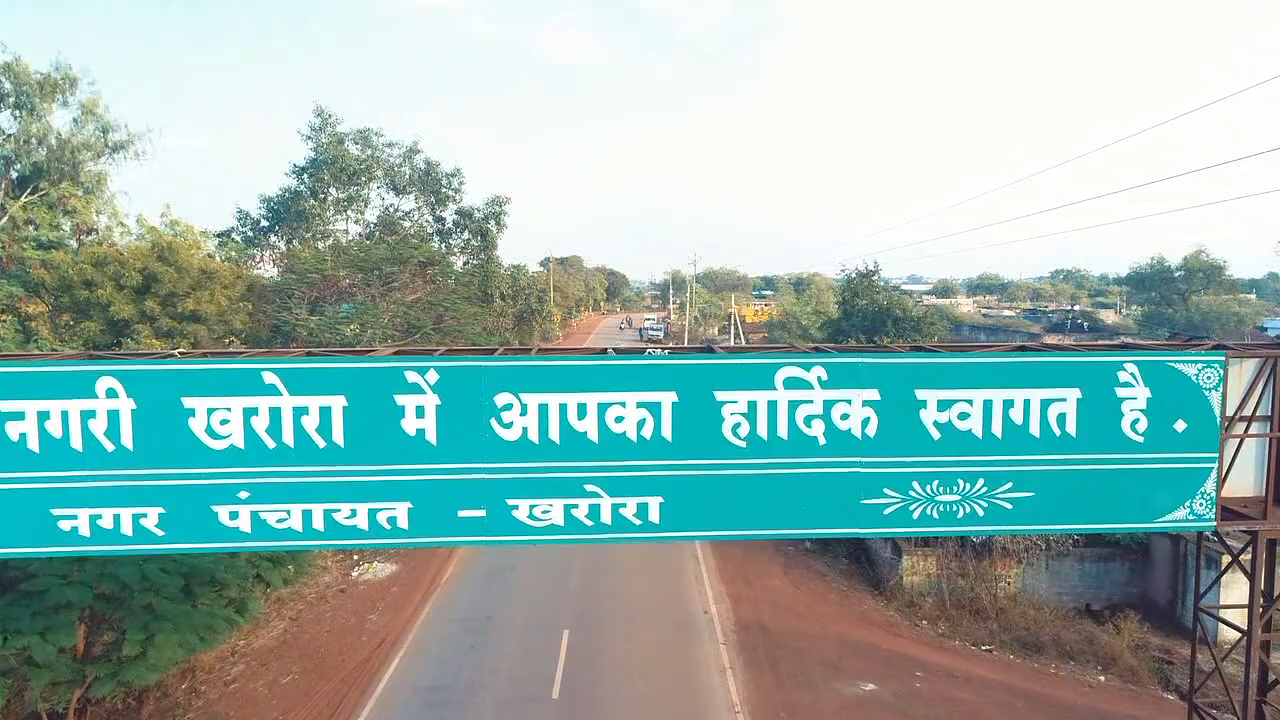 नगरी खरोरा में आपका हार्दिक स्वागत है.
नगर पंचायत - खरोरा